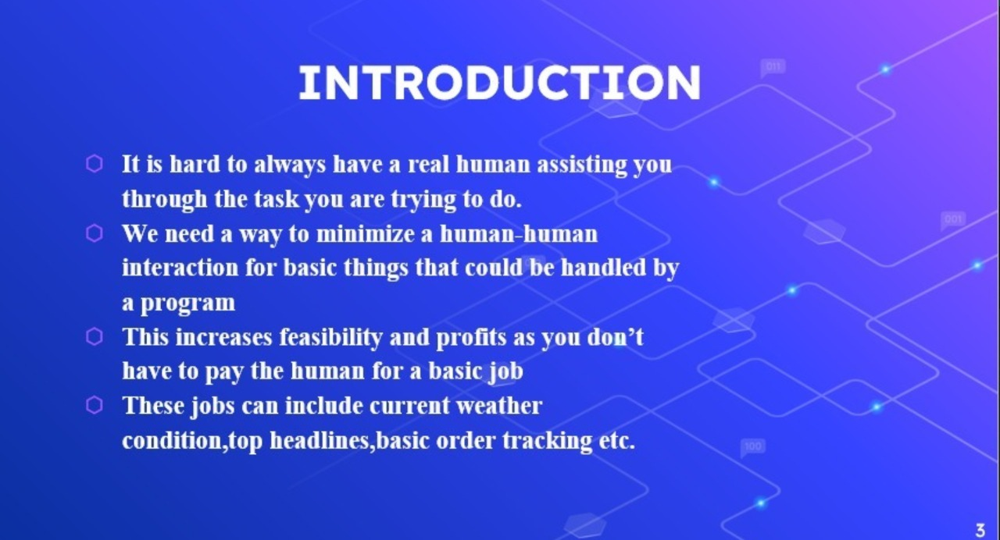 INTRODUCTION
011
It is hard to always have a real human assisting you
through the task you are trying to do.
001
We need a way to minimize a human-human
interaction for basic things that could be handled by
a program
This increases feasibility and profits as you don’t
have to pay the human for a basic job
These jobs can include current weather
condition,top headlines,basic order tracking etc.
100
3